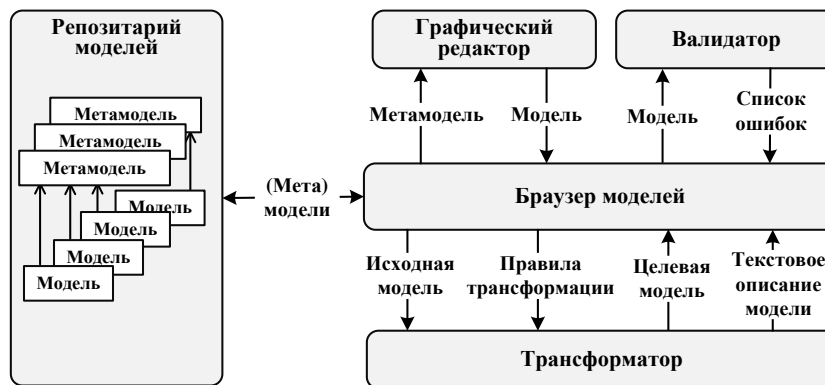 Репозитарий
моделей
Метамодель
Метамодель
Метамодель
Модель
Модель
Модель
Модель
(Мета)
модели
Графический
редактор
Валидатор
Метамодель
Модель
Модель
Список
ошибок
Браузер моделей
Исходная
модель
Правила
трансформации
Целевая
модель
Текстовое
описание
модели
Трансформатор